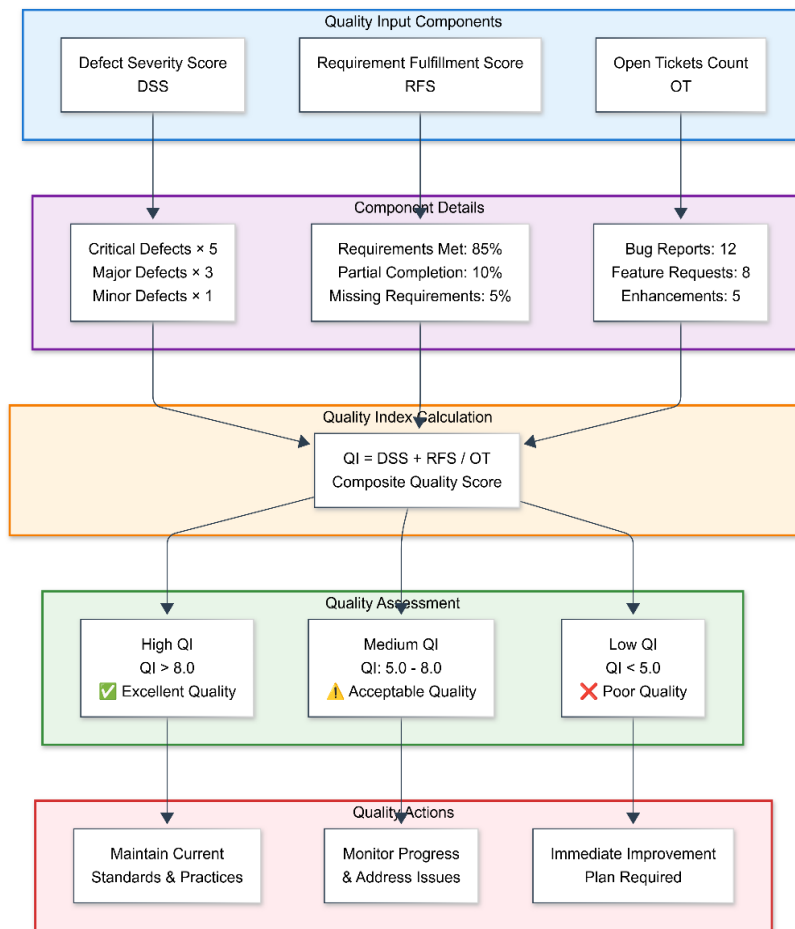 Quality Input Components
Defect Severity Score
DSS
Requirement Fulfillment Score
RFS
Open Tickets Count
OT
Component Details
Critical Defects × 5
Major Defects × 3
Minor Defects × 1
Requirements Met: 85%
Partial Completion: 10%
Missing Requirements: 5%
Bug Reports: 12
Feature Requests: 8
Enhancements: 5
Quality Index Calculation
QI = DSS + RFS / OT
Composite Quality Score
Quality Assessment
High QI
QI > 8.0
✅ Excellent Quality
Medium QI
QI: 5.0 - 8.0
⚠️ Acceptable Quality
Low QI
QI < 5.0
❌ Poor Quality
Quality Actions
Maintain Current
Standards & Practices
Monitor Progress
& Address Issues
Immediate Improvement
Plan Required